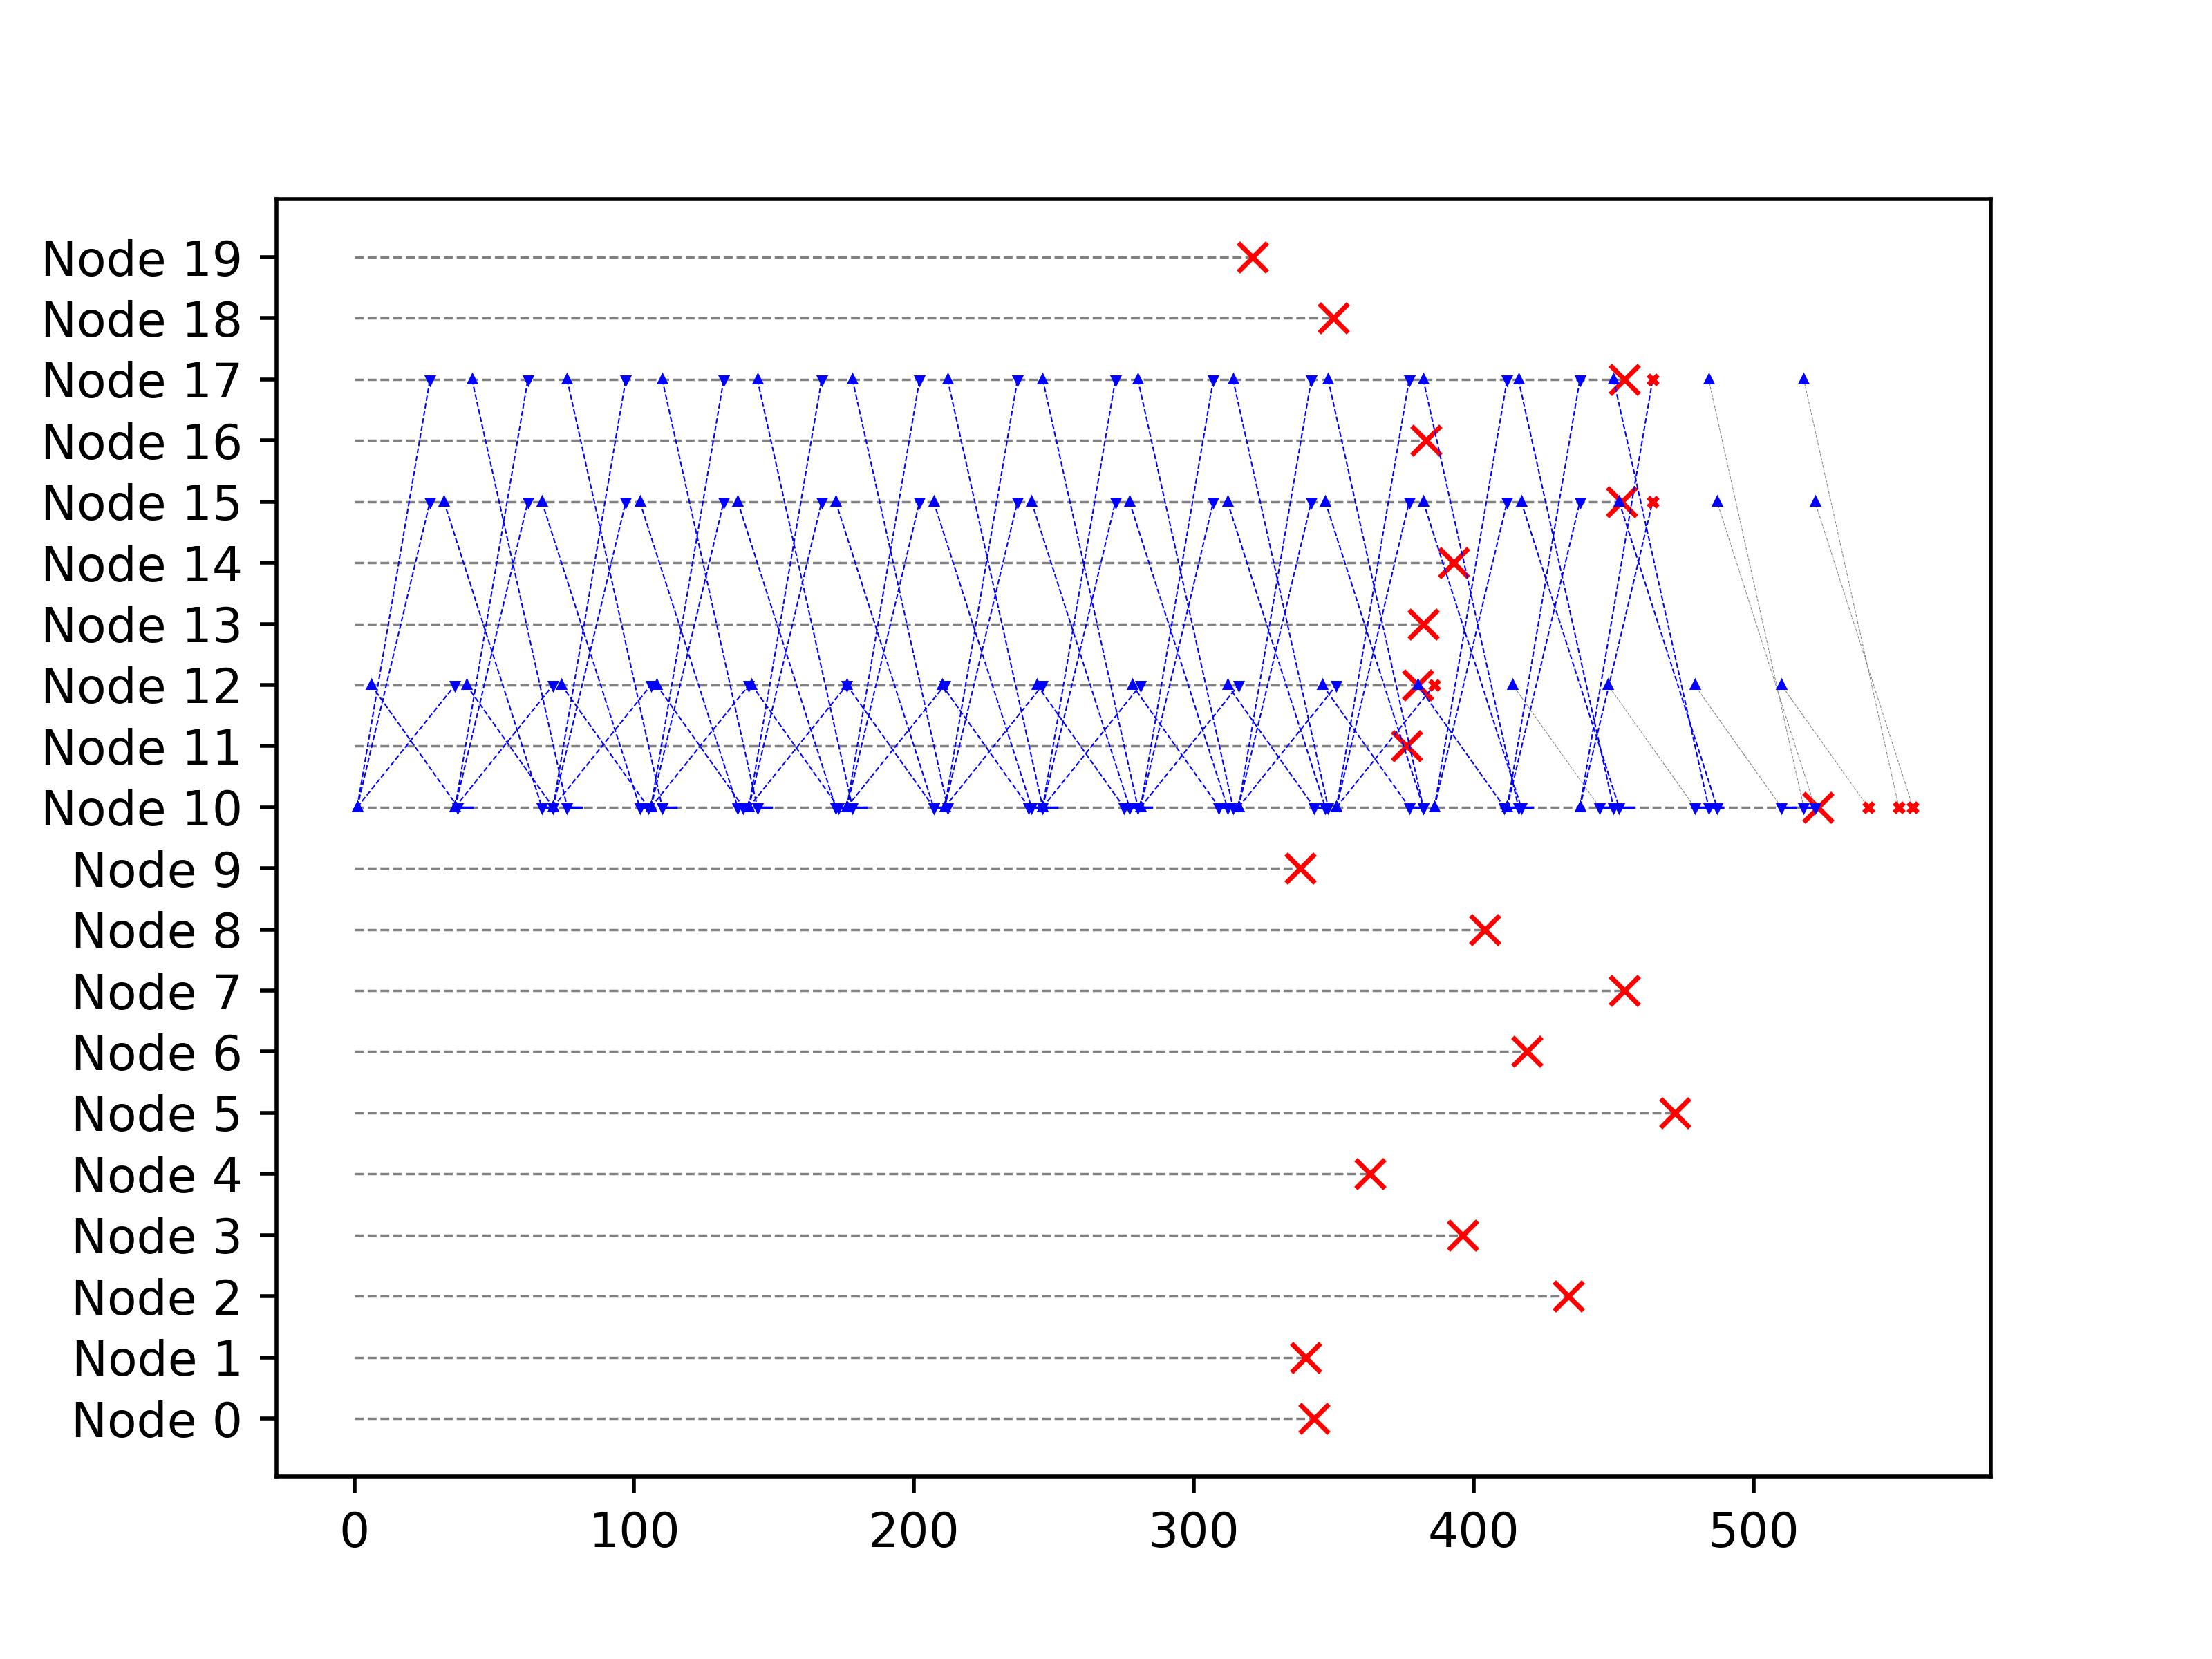 Node 19
Node 18
Node 17
Node 16
Node 15
Node 14
Node 13
Node 12
Node 11
Node 10
Node 9
Node 8
Node 7
Node 6
Node 5
Node 4
Node 3
Node 2
Node 1
Node 0
0 100 200 300 400 500